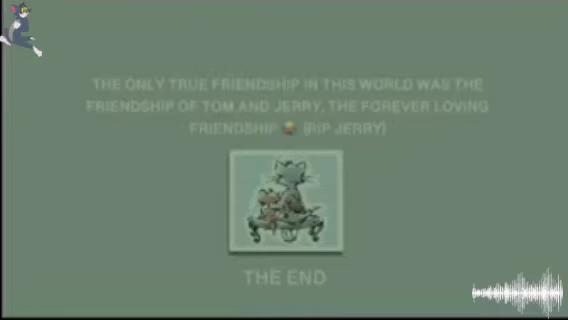 THE ONLY TRUE FRIENDSHIP IN THIS WORLD WAS THE
FRIENDSHIP OF TOM AND JERRY, THE FOREVER LOVING
FRIENDSHIP (RIP JERRY)
THE END